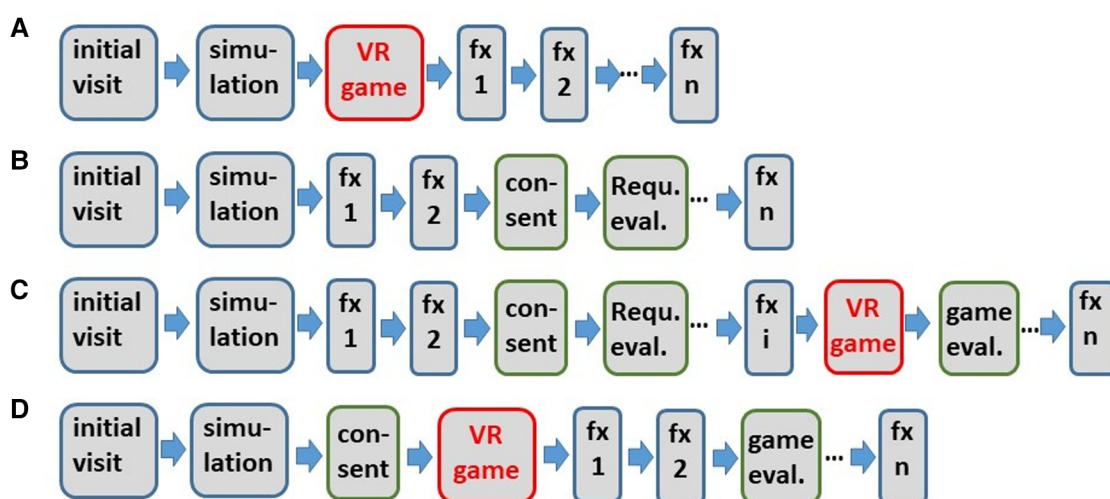 A
initial
visit
simu-
lation
VR
game
fx
1
fx
2
...
fx
n
B
initial
visit
simu-
lation
fx
1
fx
2
con-
sent
Requ.
eval.
...
fx
n
C
initial
visit
simu-
lation
fx
1
fx
2
con-
sent
Requ.
eval.
...
fx
i
VR
game
game
eval.
...
fx
n
D
initial
visit
simu-
lation
con-
sent
VR
game
fx
1
fx
2
game
eval.
...
fx
n